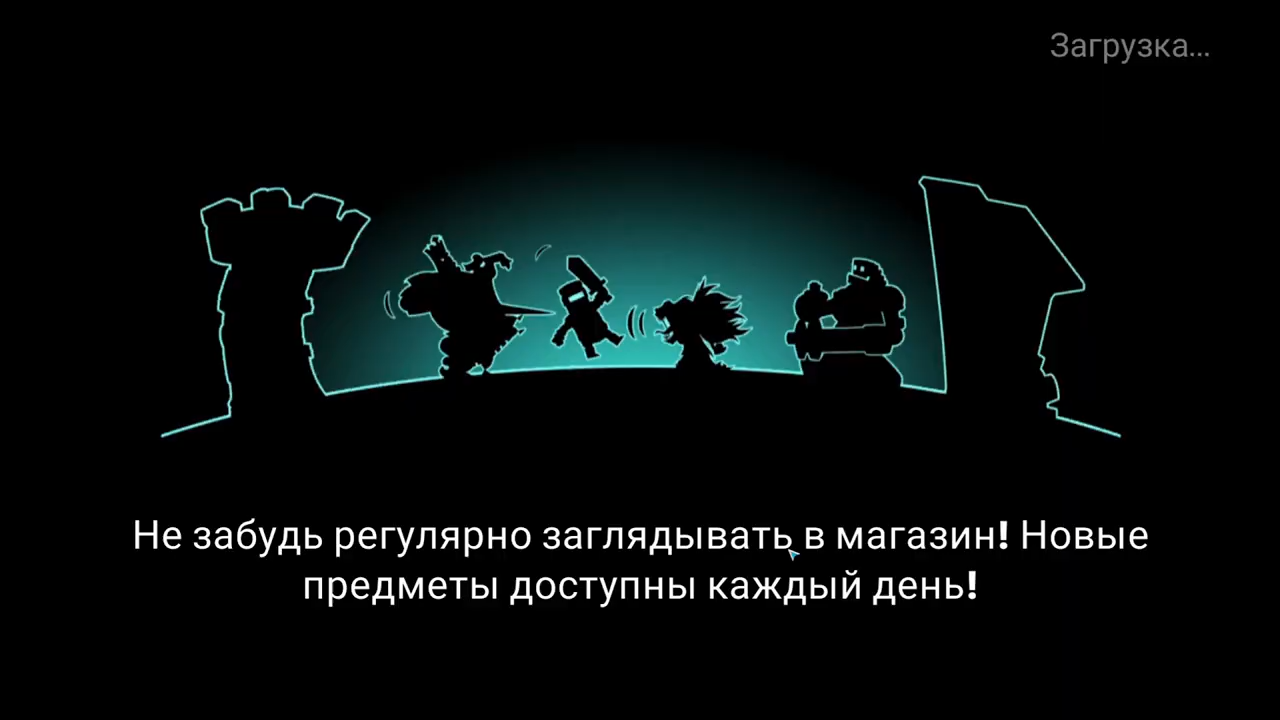 Загрузка...
Не забудь регулярно заглядывать в магазин! Новые
предметы доступны каждый день!